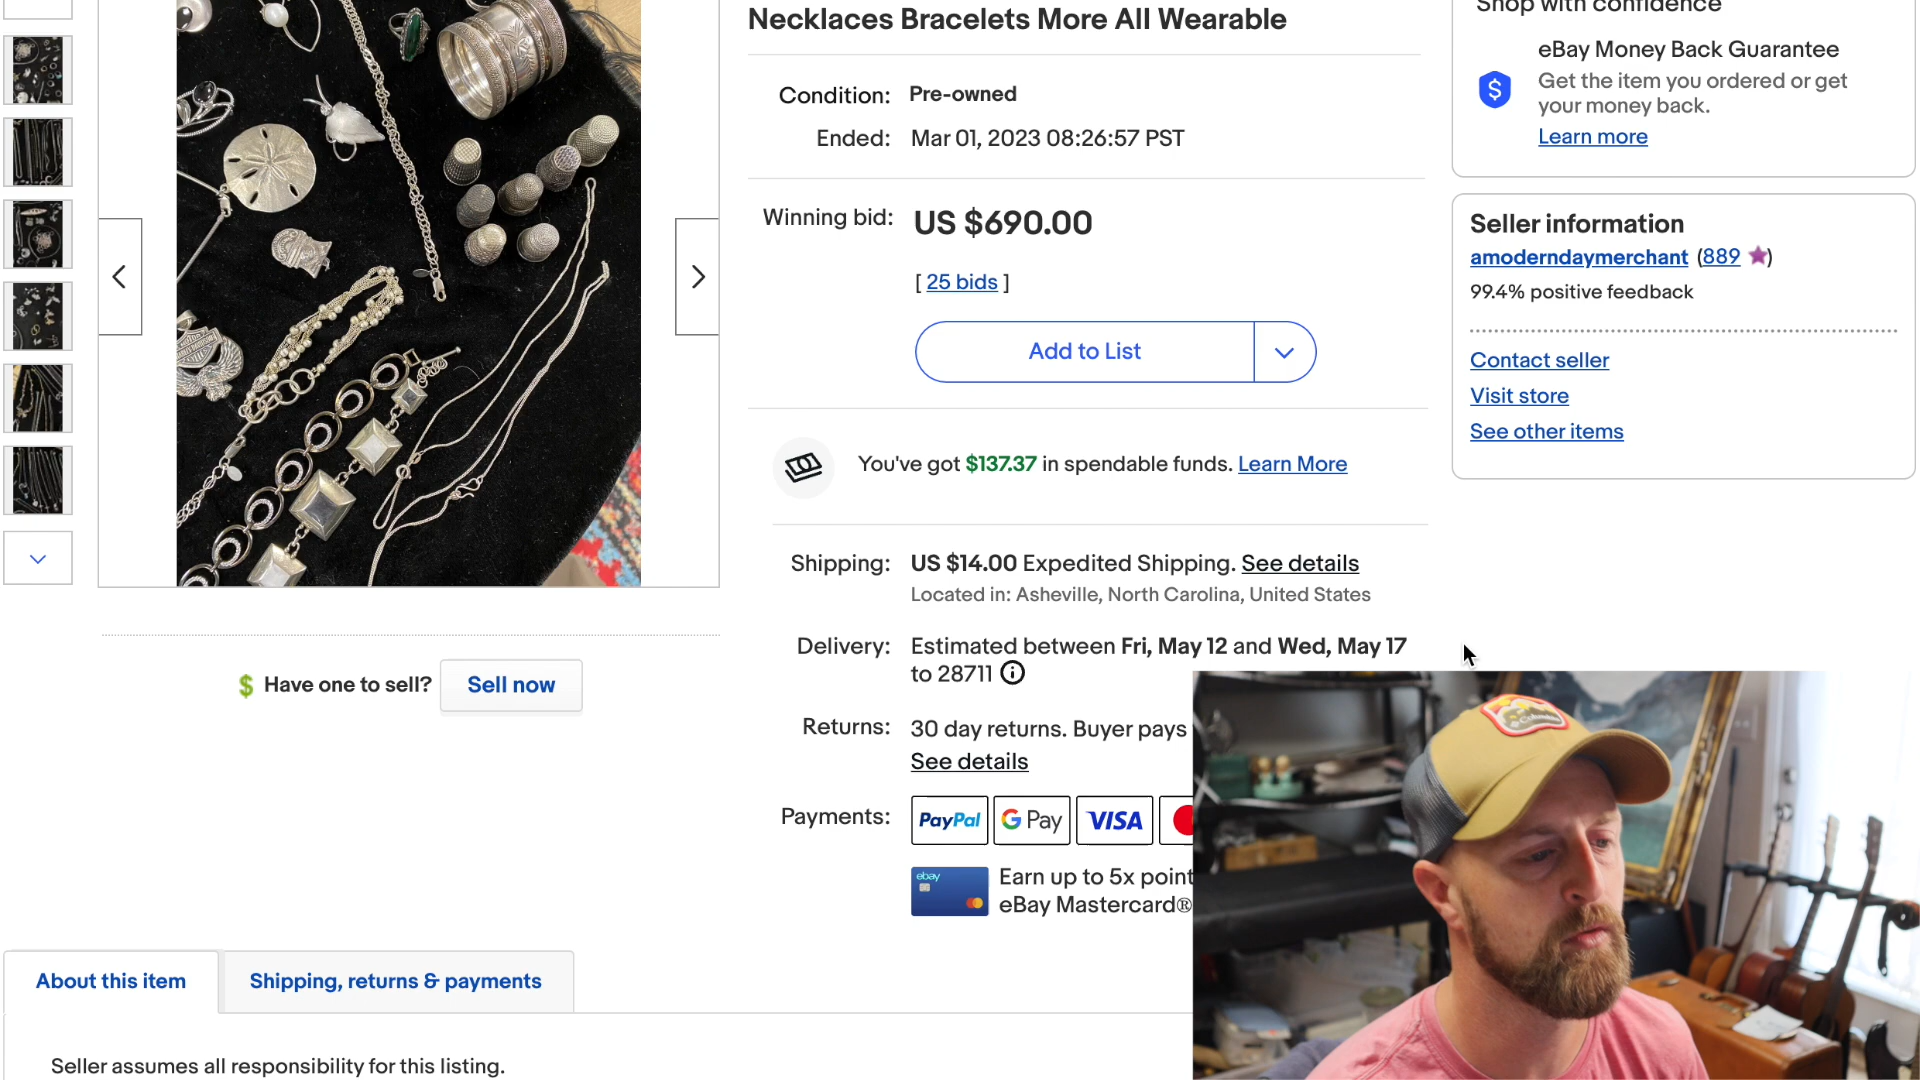 Necklaces Bracelets More All Wearable
Condition: Pre-owned
Ended: Mar 01, 2023 08:26:57 PST
Winning bid: US $690.00
[ 25 bids ]
Add to List
You've got $137.37 in spendable funds. Learn More
Shipping: US $14.00 Expedited Shipping. See details
Located in: Asheville, North Carolina, United States
Delivery: Estimated between Fri, May 12 and Wed, May 17
to 28711
Returns: 30 day returns. Buyer pays
See details
Payments: PayPal G Pay VISA
ebay
Earn up to 5x point
eBay Mastercard®
Shop with confidence
eBay Money Back Guarantee
Get the item you ordered or get
your money back.
Learn more
Seller information
amoderndaymerchant (889)
99.4% positive feedback
Contact seller
Visit store
See other items
Have one to sell? Sell now
About this item
Shipping, returns & payments
Seller assumes all responsibility for this listing.
Columbia